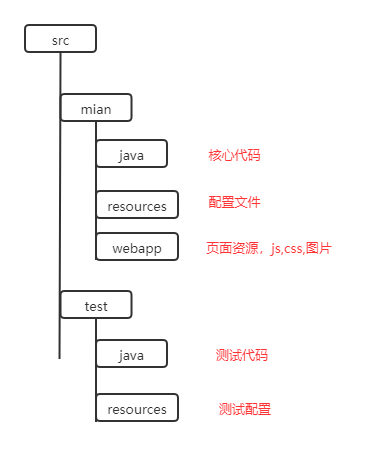 src
mian
java 核心代码
resources 配置文件
webapp 页面资源，js,css,图片
test
java 测试代码
resources 测试配置